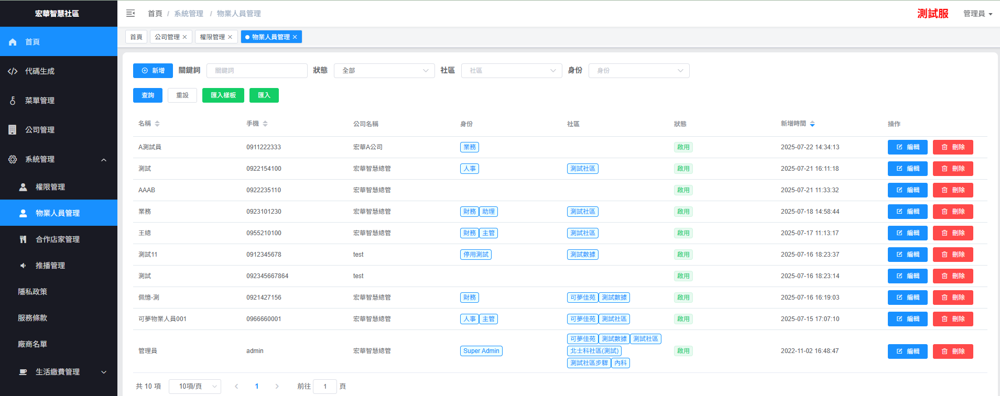 宏華智慧社區
首頁 / 系統管理 / 物業人員管理
測試服
管理員
首頁
公司管理
權限管理
物業人員管理
首頁
代碼生成
菜單管理
公司管理
系統管理
權限管理
物業人員管理
合作店家管理
推播管理
隱私政策
服務條款
廠商名單
生活繳費管理
新增 關鍵詞 關鍵詞 狀態 全部 社區 社區 身份 身份
查詢 重設 匯入樣板 匯入
名稱 手機 公司名稱 身份 社區 狀態 新增時間 操作
A測試員 0911222333 宏華A公司 業務 啟用 2025-07-22 14:34:13 編輯 刪除
測試 0922154100 宏華智慧總管 人事 測試社區 啟用 2025-07-21 16:11:18 編輯 刪除
AAAB 0922235110 宏華智慧總管 啟用 2025-07-21 11:33:32 編輯 刪除
業務 0923101230 宏華智慧總管 財務 助理 測試社區 啟用 2025-07-18 14:58:44 編輯 刪除
王總 0955210100 宏華智慧總管 財務 主管 測試社區 啟用 2025-07-17 11:13:17 編輯 刪除
測試11 0912345678 test 停用測試 測試數據 啟用 2025-07-16 18:23:37 編輯 刪除
測試 092345667864 test 啟用 2025-07-16 18:23:14 編輯 刪除
佩憶-測 0921427156 宏華智慧總管 財務 可夢佳苑 測試數據 啟用 2025-07-16 16:19:03 編輯 刪除
可夢物業人員001 0966660001 宏華智慧總管 人事 主管 可夢佳苑 測試社區 啟用 2025-07-15 17:07:10 編輯 刪除
可夢佳苑 測試數據 測試社區
管理員 admin 宏華智慧總管 Super Admin 北士科社區(測試) 啟用 2022-11-02 16:48:47 編輯 刪除
測試社區步驟 內科
共 10 項 10項/頁 1 前往 1 頁